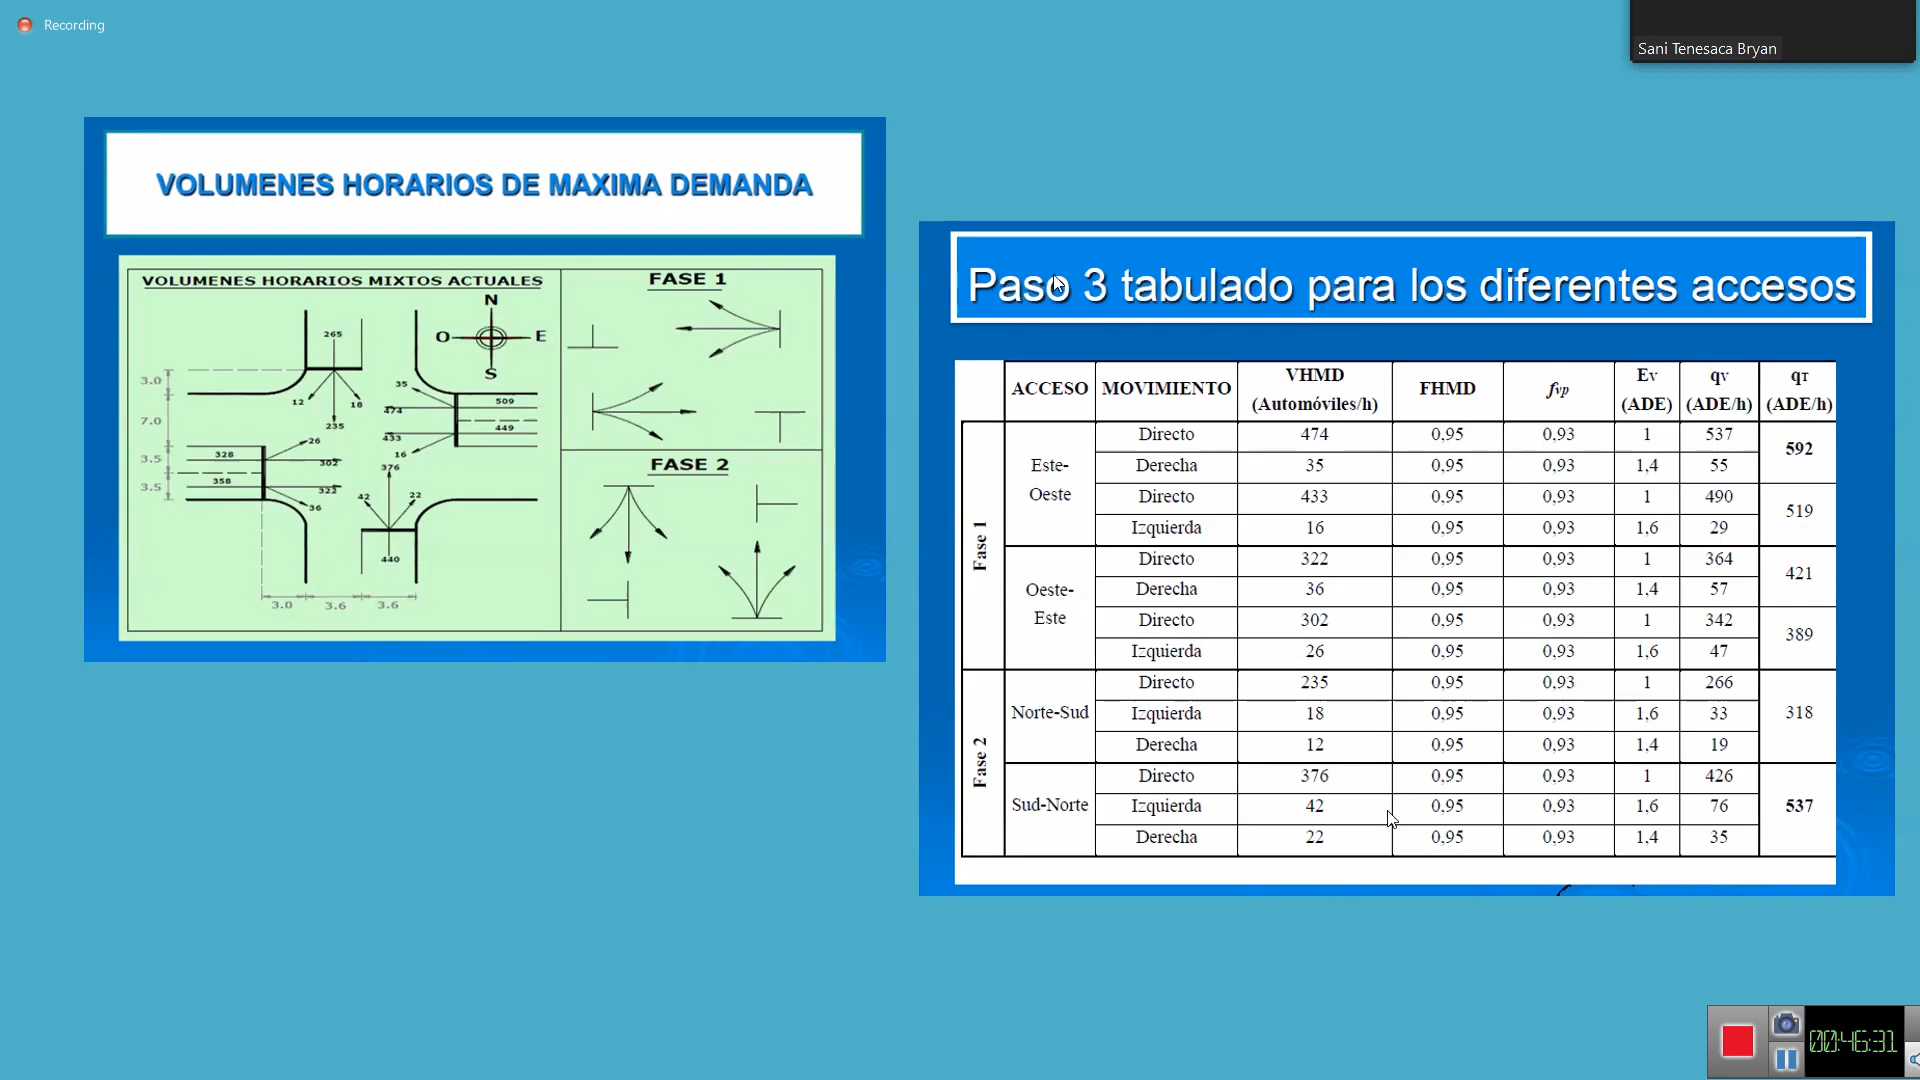 Recording
Sani Tenesaca Bryan
VOLUMENES HORARIOS DE MAXIMA DEMANDA
VOLUMENES HORARIOS MIXTOS ACTUALES
N
O E
S
265
12 18
235
35
474
509
433
449
16
3.0
7.0
3.5
3.5
328
26
302
358
322
36
376
42 22
440
3.0 3.6 3.6
FASE 1
FASE 2
Paso 3 tabulado para los diferentes accesos
ACCESO MOVIMIENTO VHMD (Automóviles/h) FHMD fvp Ev (ADE) qv (ADE/h) qT (ADE/h)
Fase 1
Este-Oeste
Directo 474 0,95 0,93 1 537 592
Derecha 35 0,95 0,93 1,4 55
Directo 433 0,95 0,93 1 490 519
Izquierda 16 0,95 0,93 1,6 29
Oeste-Este
Directo 322 0,95 0,93 1 364 421
Derecha 36 0,95 0,93 1,4 57
Directo 302 0,95 0,93 1 342 389
Izquierda 26 0,95 0,93 1,6 47
Fase 2
Norte-Sud
Directo 235 0,95 0,93 1 266 318
Izquierda 18 0,95 0,93 1,6 33
Derecha 12 0,95 0,93 1,4 19
Sud-Norte
Directo 376 0,95 0,93 1 426 537
Izquierda 42 0,95 0,93 1,6 76
Derecha 22 0,95 0,93 1,4 35
00:46:31